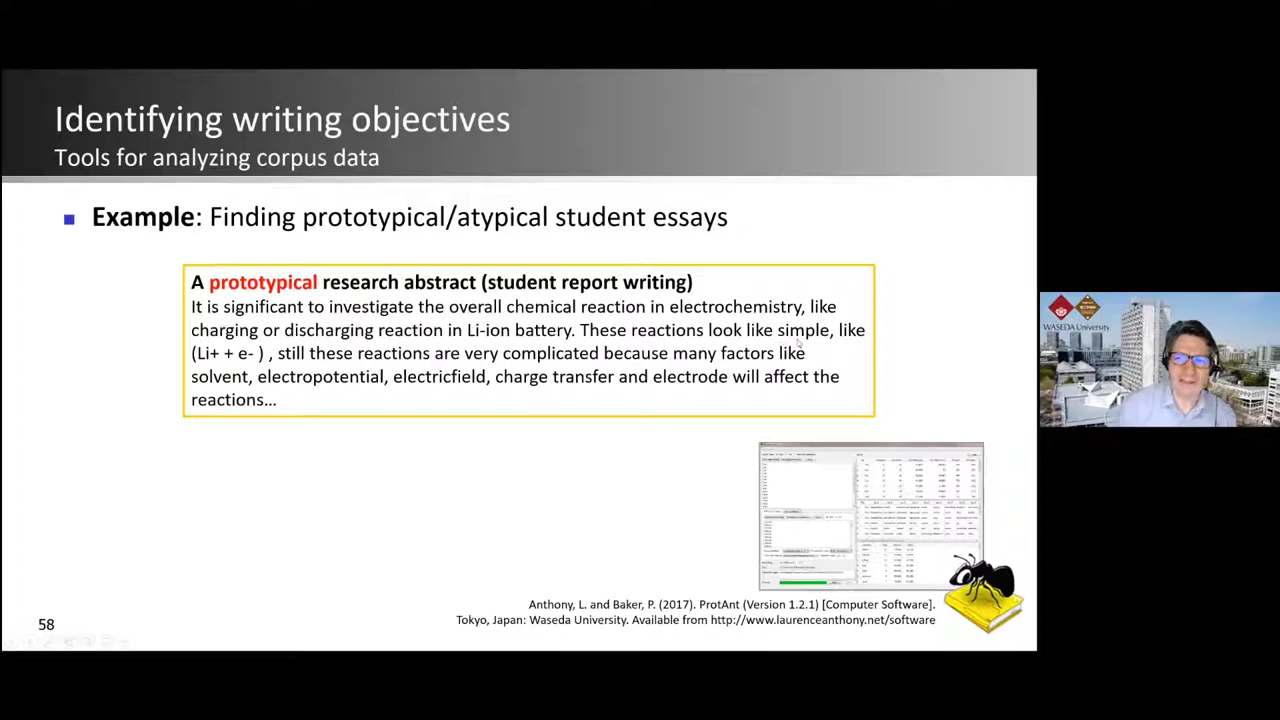 Identifying writing objectives
Tools for analyzing corpus data
Example: Finding prototypical/atypical student essays
A prototypical research abstract (student report writing)
It is significant to investigate the overall chemical reaction in electrochemistry, like
charging or discharging reaction in Li-ion battery. These reactions look like simple, like
(Li+ + e- ) , still these reactions are very complicated because many factors like
solvent, electropotential, electricfield, charge transfer and electrode will affect the
reactions...
WASEDA University
Anthony, L. and Baker, P. (2017). ProtAnt (Version 1.2.1) [Computer Software].
Tokyo, Japan: Waseda University. Available from http://www.laurenceanthony.net/software
58